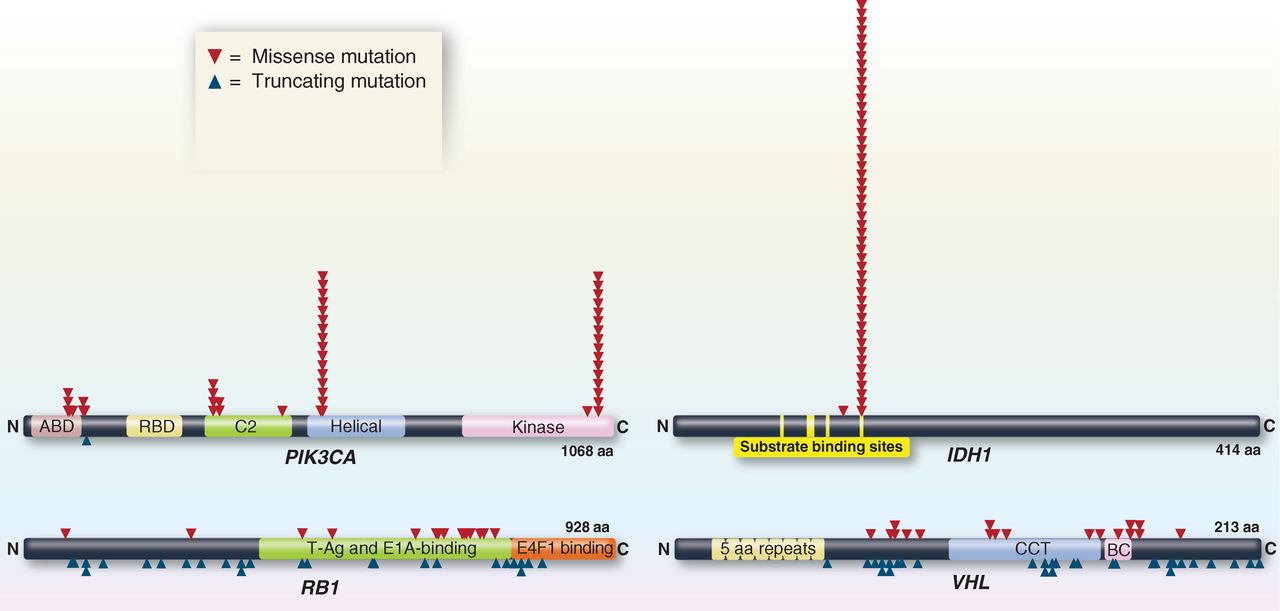 = Missense mutation
= Truncating mutation
N ABD RBD C2 Helical Kinase C
1068 aa
PIK3CA
N C
Substrate binding sites
414 aa
IDH1
928 aa
N T-Ag and E1A-binding E4F1 binding C
RB1
213 aa
N 5 aa repeats CCT BC C
VHL